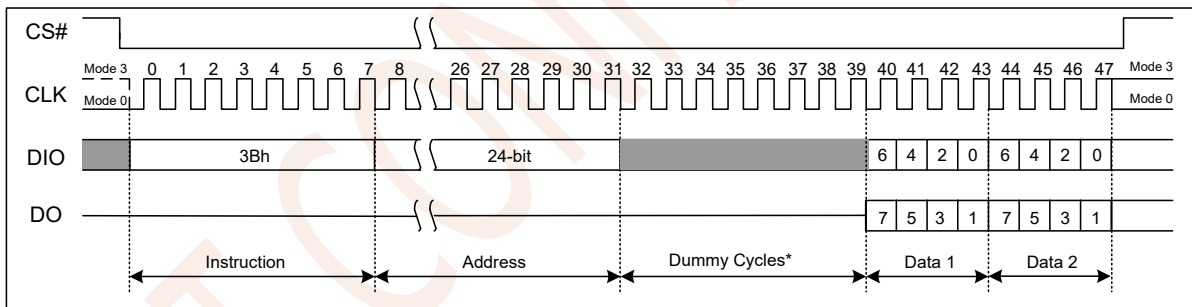 CS#
Mode 3 0 1 2 3 4 5 6 7 8 26 27 28 29 30 31 32 33 34 35 36 37 38 39 40 41 42 43 44 45 46 47 Mode 3
CLK
Mode 0 Mode 0
DIO 3Bh 24-bit 6 4 2 0 6 4 2 0
DO 7 5 3 1 7 5 3 1
Instruction Address Dummy Cycles* Data 1 Data 2